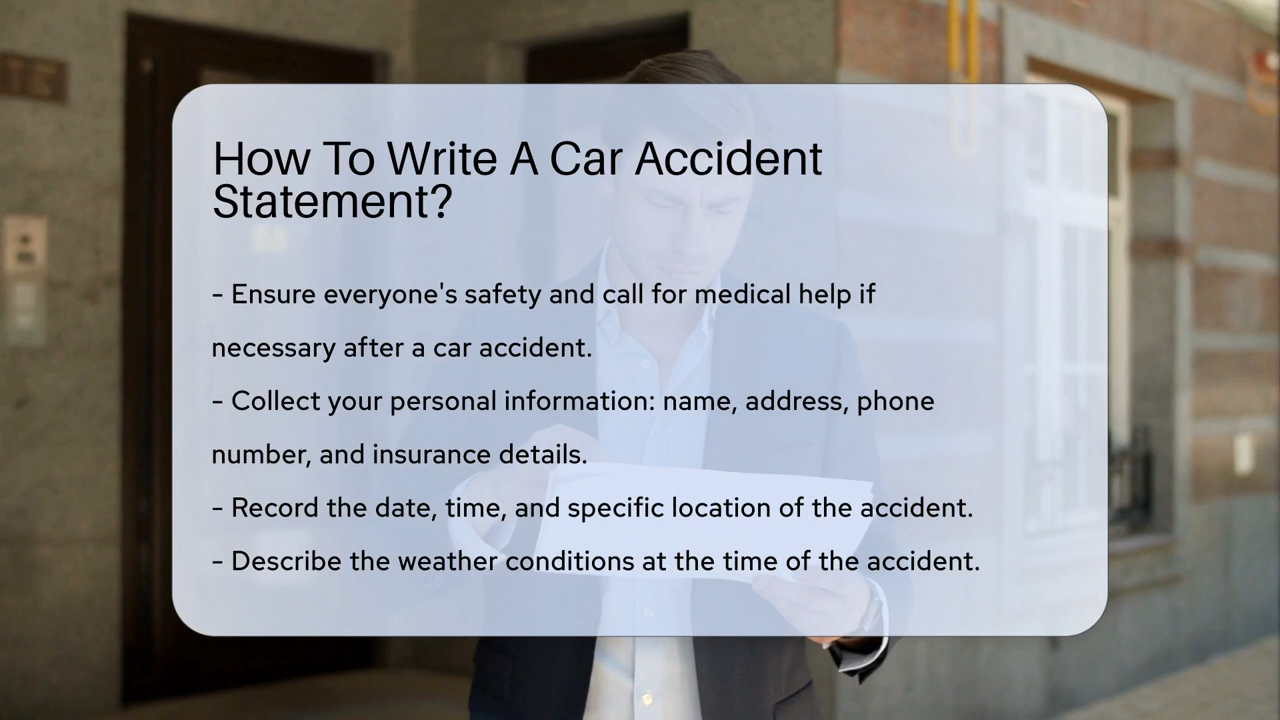 How To Write A Car Accident
Statement?
- Ensure everyone's safety and call for medical help if
necessary after a car accident.
- Collect your personal information: name, address, phone
number, and insurance details.
- Record the date, time, and specific location of the accident.
- Describe the weather conditions at the time of the accident.